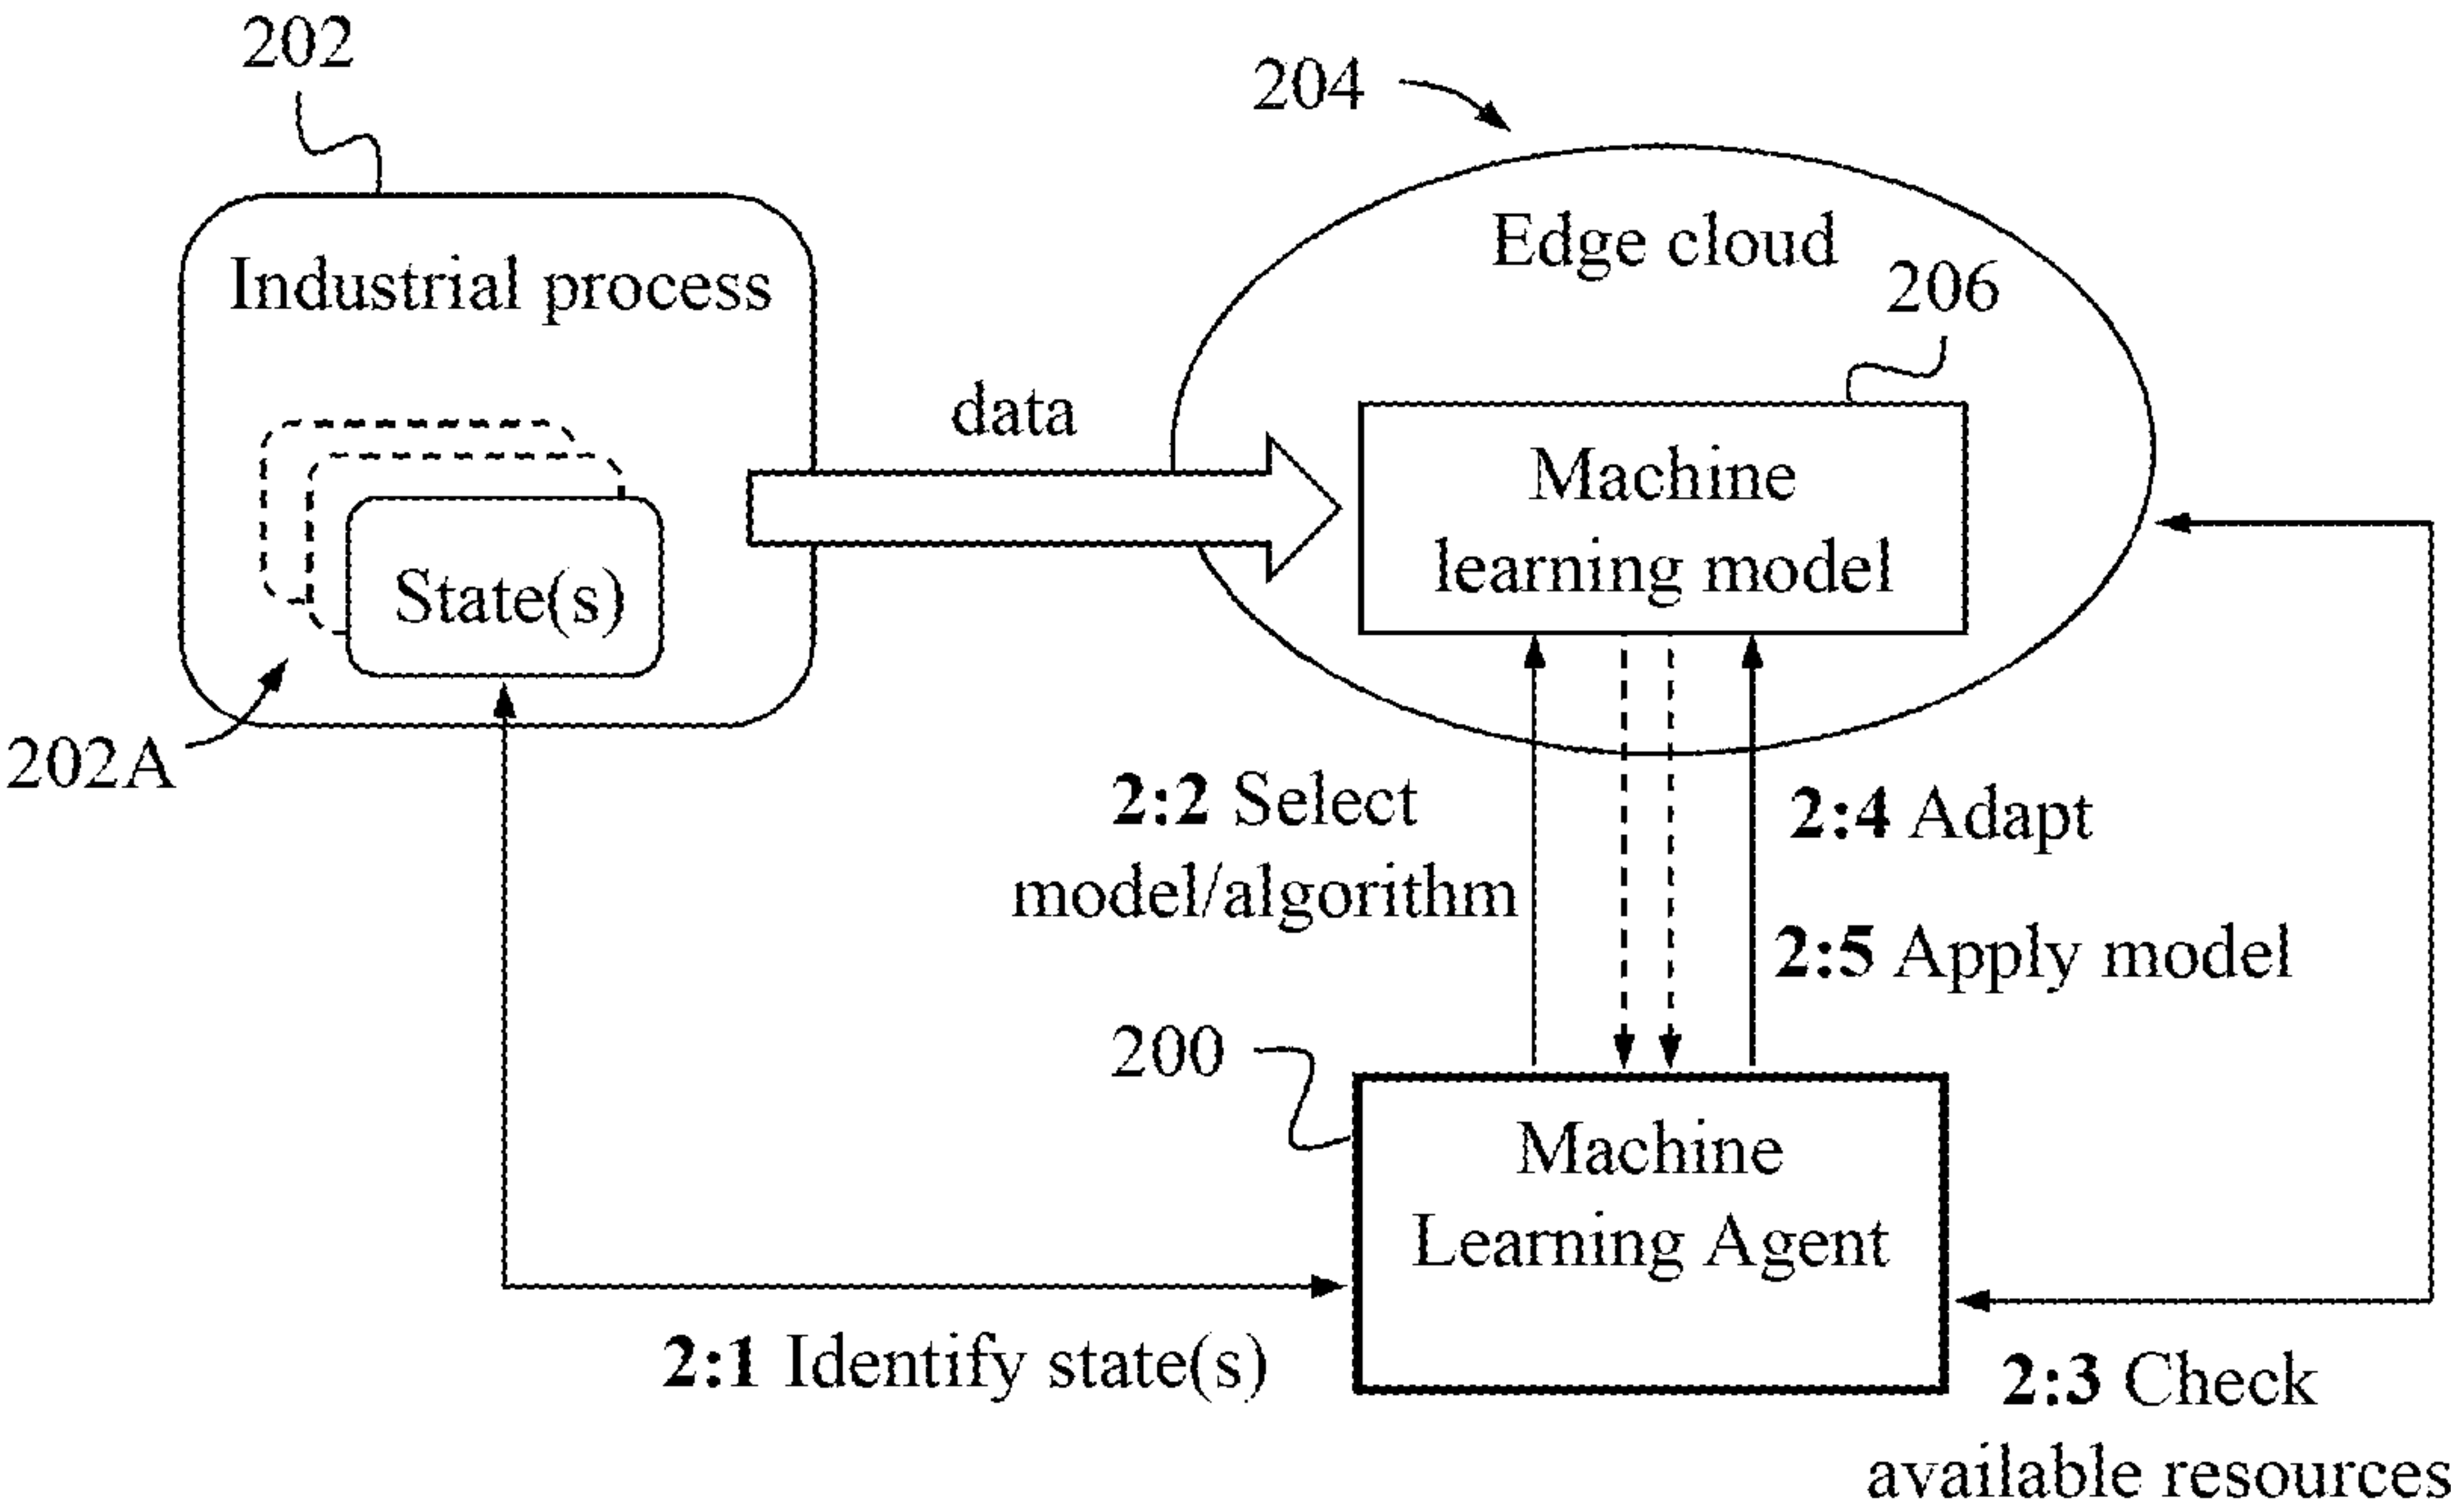 202
204
Edge cloud
Industrial process
206
data
Machine
learning model
State(s)
202A
2:2 Select
model/algorithm
2:4 Adapt
2:5 Apply model
200
Machine
Learning Agent
2:1 Identify state(s)
2:3 Check
available resources